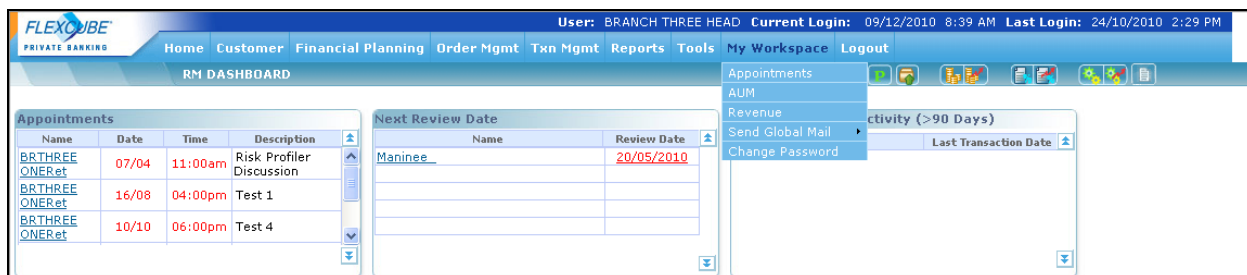 FLEXCUBE
PRIVATE BANKING
User: BRANCH THREE HEAD Current Login: 09/12/2010 8:39 AM Last Login: 24/10/2010 2:29 PM
Home Customer Financial Planning Order Mgmt Txn Mgmt Reports Tools My Workspace Logout
RM DASHBOARD
Appointments
AUM
Revenue
Send Global Mail
Change Password
Appointments
Name Date Time Description
BRTHREE ONERet 07/04 11:00am Risk Profiler
Discussion
BRTHREE ONERet 16/08 04:00pm Test 1
BRTHREE ONERet 10/10 06:00pm Test 4
Next Review Date
Name Review Date
Maninee 20/05/2010
ctivity (>90 Days)
Last Transaction Date